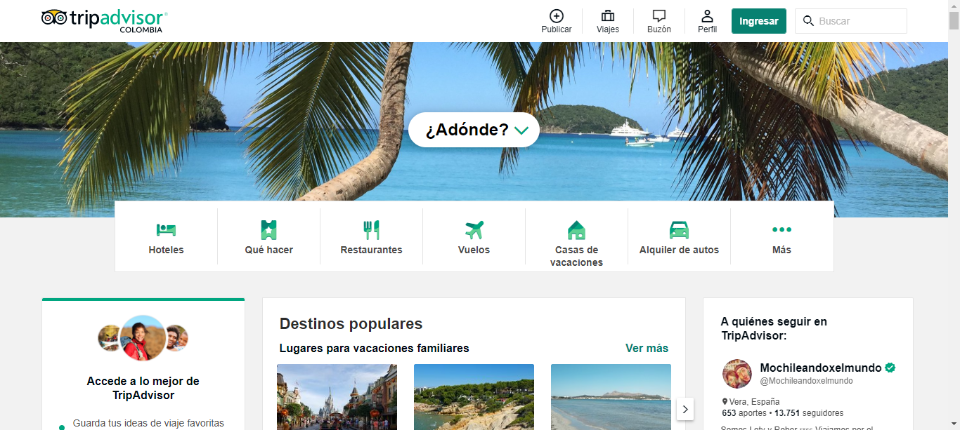 tripadvisor
COLOMBIA
Publicar
Viajes
Buzón
Perfil
Ingresar
Buscar
¿Adónde?
Hoteles
Qué hacer
Restaurantes
Vuelos
Casas de
vacaciones
Alquiler de autos
Más
Accede a lo mejor de
TripAdvisor
Guarda tus ideas de viaje favoritas
Destinos populares
Lugares para vacaciones familiares
Ver más
A quiénes seguir en
TripAdvisor:
Mochileandoxelmundo
@Mochileandoxelmundo
Vera, España
653 aportes • 13.751 seguidores